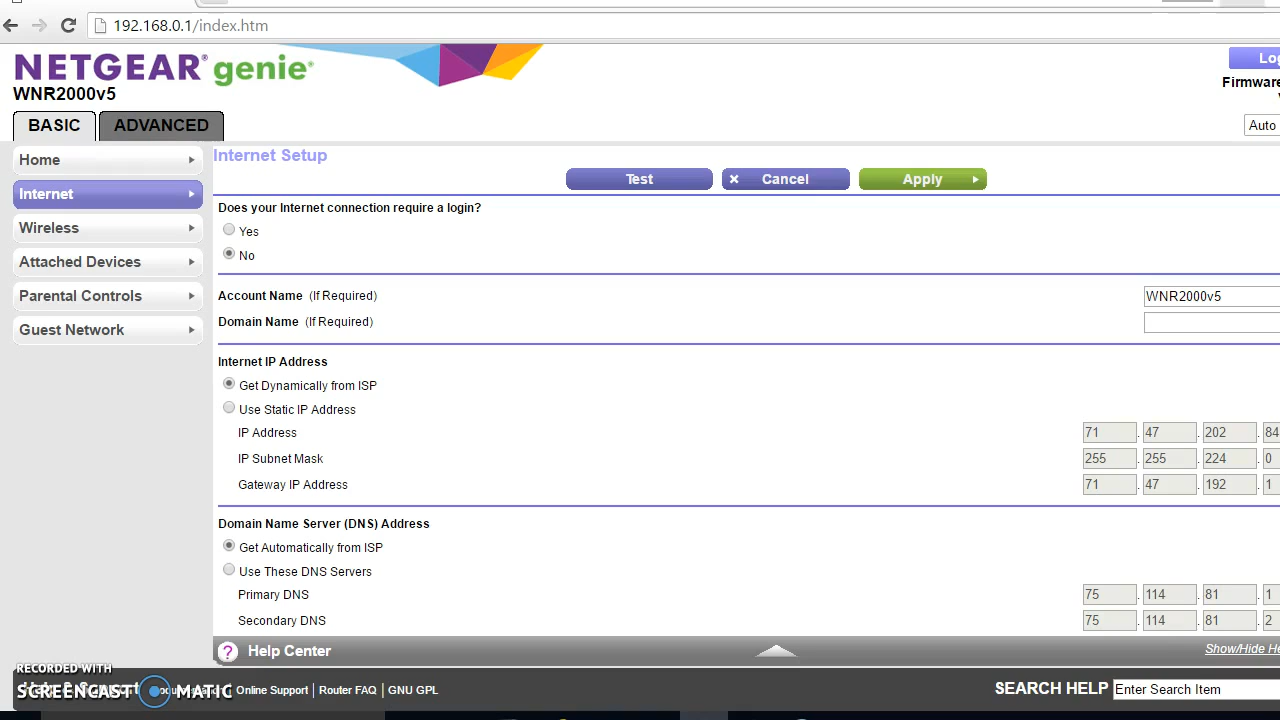 192.168.0.1/index.htm
NETGEAR® genie®
WNR2000v5
Firmware
BASIC
ADVANCED
Auto
Home
Internet
Wireless
Attached Devices
Parental Controls
Guest Network
Internet Setup
Test
Cancel
Apply
Does your Internet connection require a login?
Yes
No
Account Name (If Required)
WNR2000v5
Domain Name (If Required)
Internet IP Address
Get Dynamically from ISP
Use Static IP Address
IP Address
71 . 47 . 202 . 84
IP Subnet Mask
255 . 255 . 224 . 0
Gateway IP Address
71 . 47 . 192 . 1
Domain Name Server (DNS) Address
Get Automatically from ISP
Use These DNS Servers
Primary DNS
75 . 114 . 81 . 1
Secondary DNS
75 . 114 . 81 . 2
? Help Center
Show/Hide He
RECORDED WITH
SCREENCAST MATIC
Online Support | Router FAQ | GNU GPL
SEARCH HELP
Enter Search Item